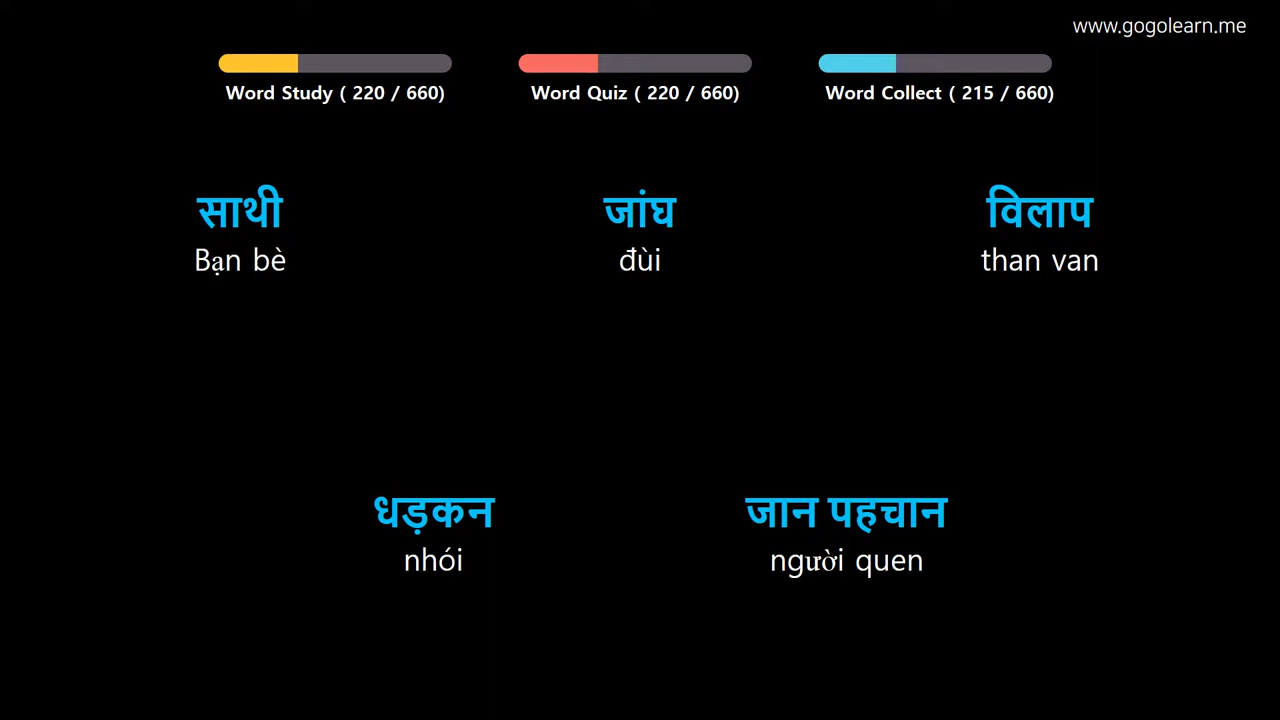 www.gogolearn.me
Word Study ( 220 / 660)
Word Quiz ( 220 / 660)
Word Collect ( 215 / 660)
साथी
Bạn bè
जांघ
đùi
विलाप
than van
धड़कन
nhói
जान पहचान
người quen